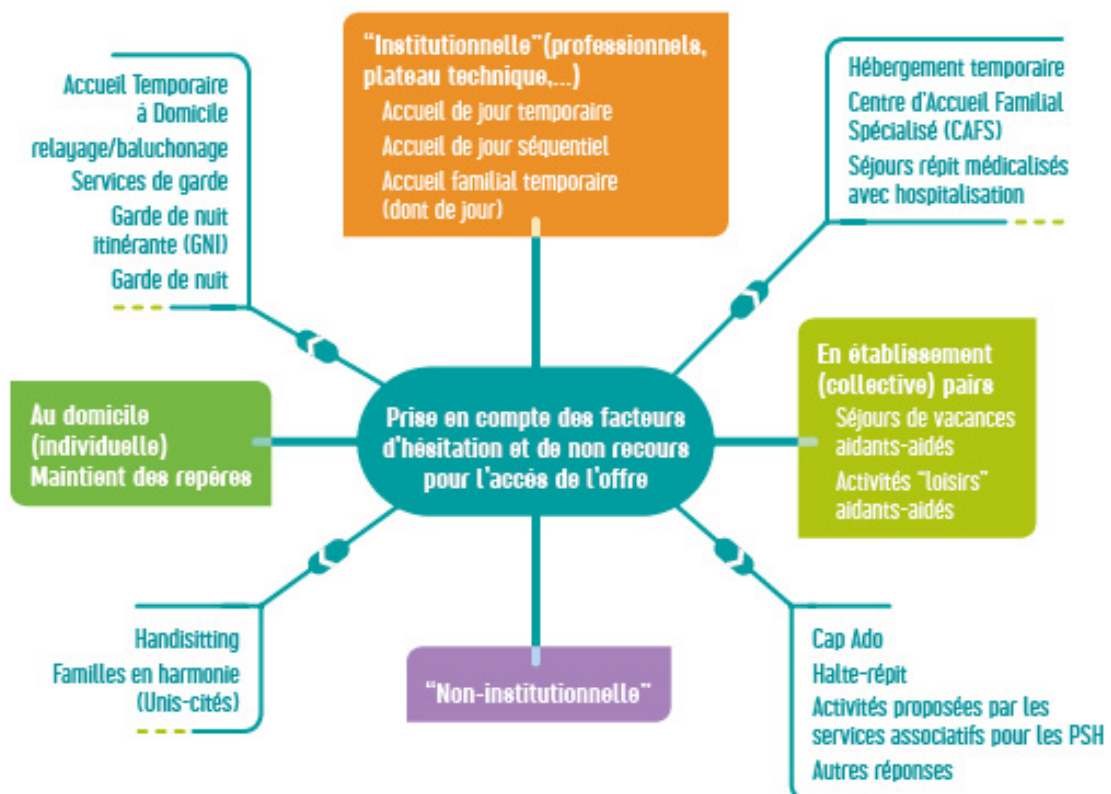 Accueil Temporaire
à Domicile
relayage/baluchonage
Services de garde
Garde de nuit
itinérante (GNI)
Garde de nuit
“Institutionnelle”(professionnels,
plateau technique,...)
Accueil de jour temporaire
Accueil de jour séquentiel
Accueil familial temporaire
(dont de jour)
Hébergement temporaire
Centre d'Accueil Familial
Spécialisé (CAFS)
Séjours répit médicalisés
avec hospitalisation
Au domicile
(individuelle)
Maintient des repères
Prise en compte des facteurs
d'hésitation et de non recours
pour l'accès de l'offre
En établissement
(collective) pairs
Séjours de vacances
aidants-aidés
Activités “loisirs”
aidants-aidés
Handisitting
Familles en harmonie
(Unis-cités)
“Non-institutionnelle”
Cap Ado
Halte-répit
Activités proposées par les
services associatifs pour les PSH
Autres réponses